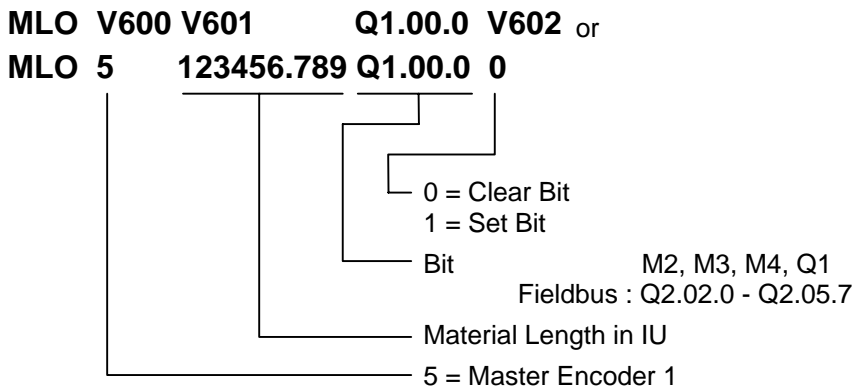 MLO V600 V601 Q1.00.0 V602 or
MLO 5 123456.789 Q1.00.0 0
0 = Clear Bit
1 = Set Bit
Bit M2, M3, M4, Q1
Fieldbus : Q2.02.0 - Q2.05.7
Material Length in IU
5 = Master Encoder 1